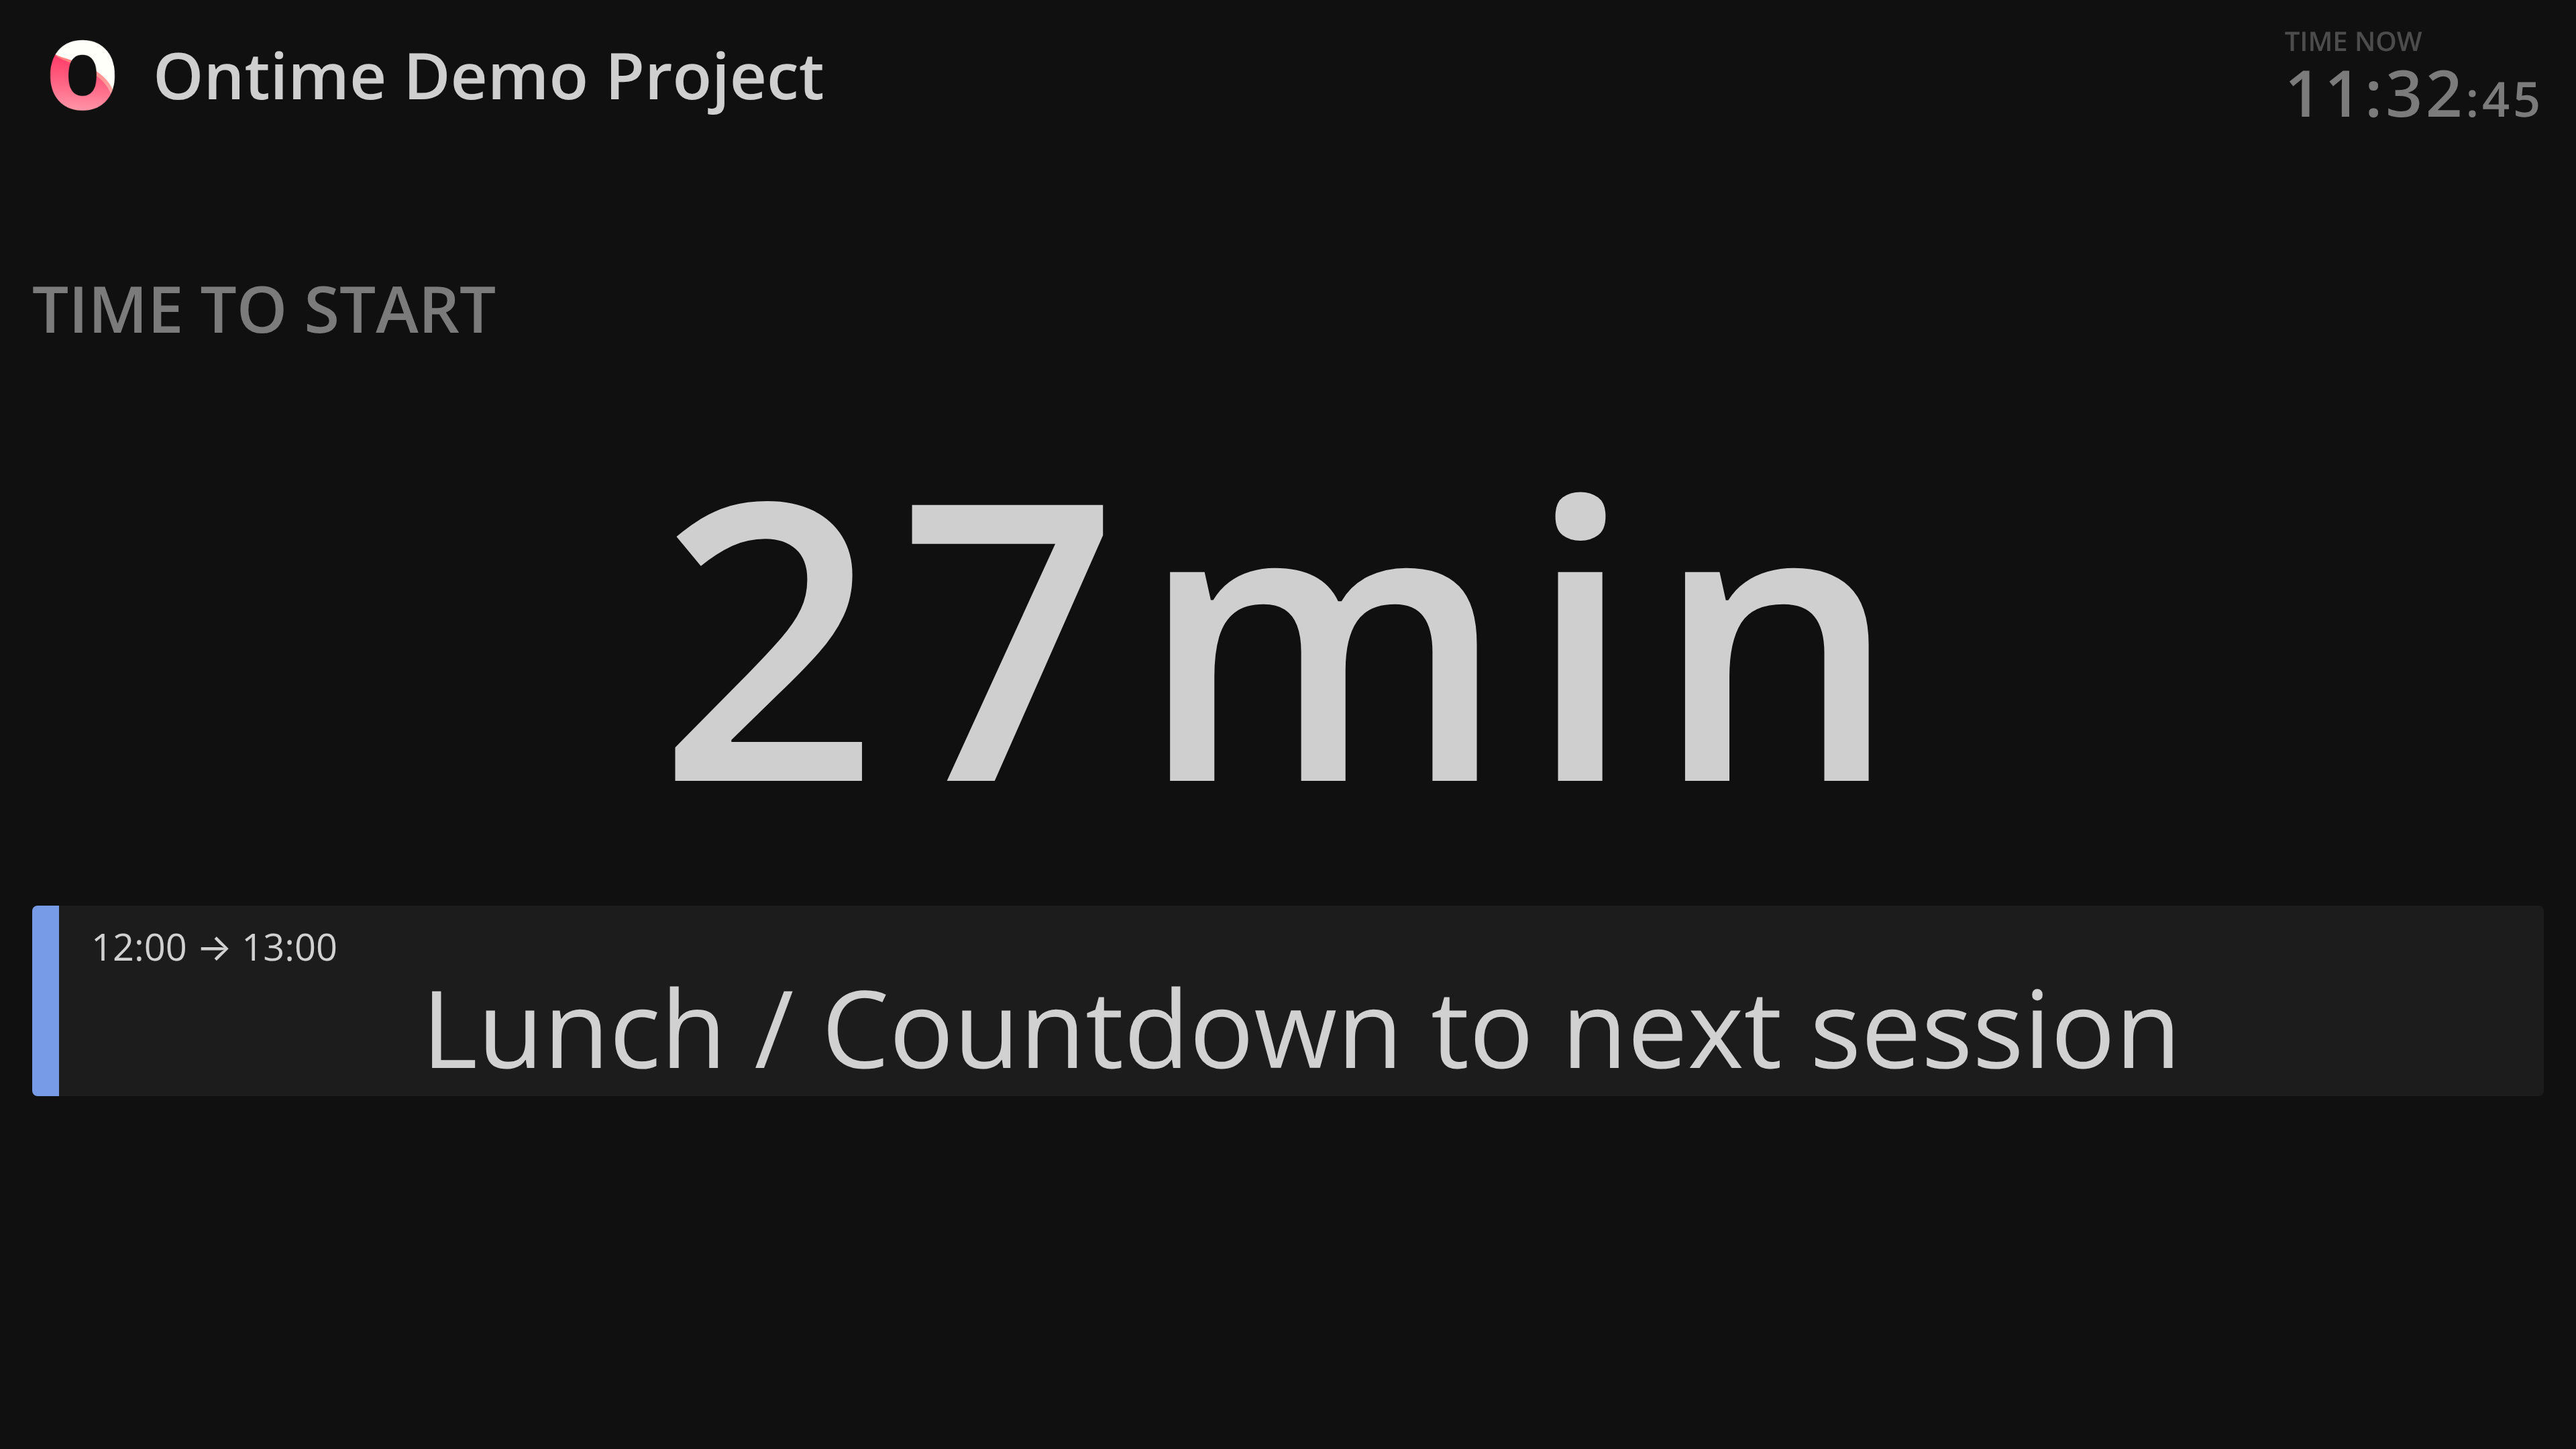 Ontime Demo Project
TIME NOW
11:32:45
TIME TO START
27min
12:00 → 13:00
Lunch / Countdown to next session